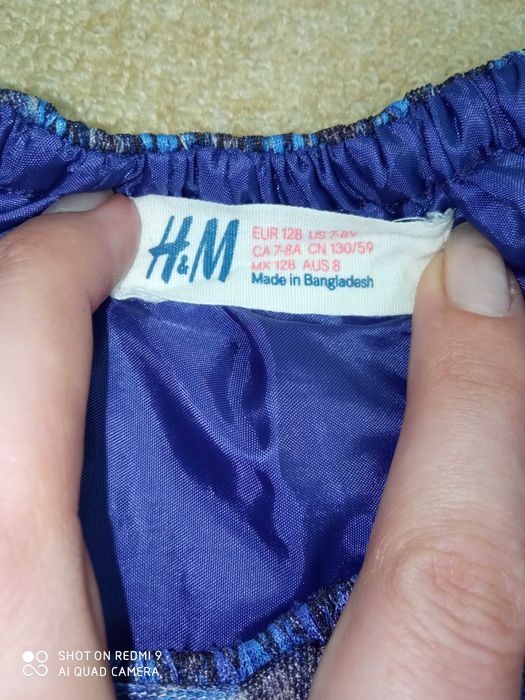 H&M
EUR 128 US 7-8Y
CA 7-8A CN 130/59
MX 128 AUS 8
Made in Bangladesh
SHOT ON REDMI 9
AI QUAD CAMERA